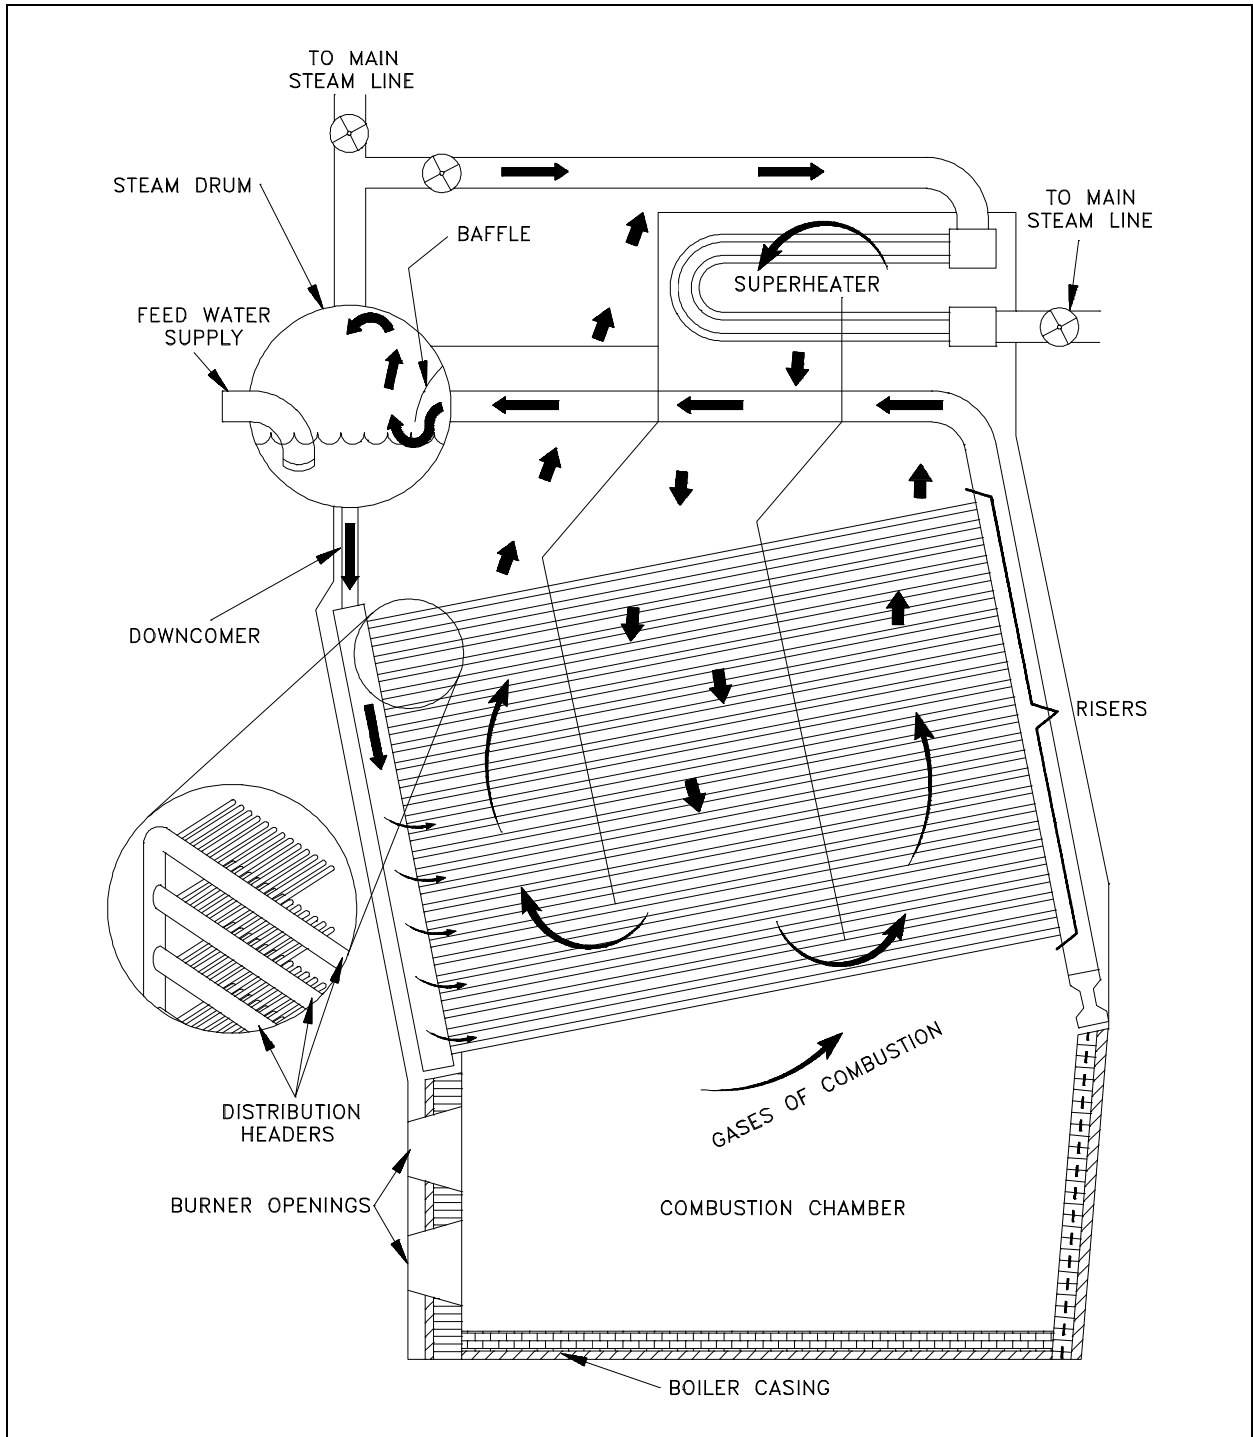 TO MAIN
STEAM LINE
STEAM DRUM
BAFFLE
TO MAIN
STEAM LINE
SUPERHEATER
FEED WATER
SUPPLY
DOWNCOMER
RISERS
DISTRIBUTION
HEADERS
GASES OF COMBUSTION
BURNER OPENINGS
COMBUSTION CHAMBER
BOILER CASING